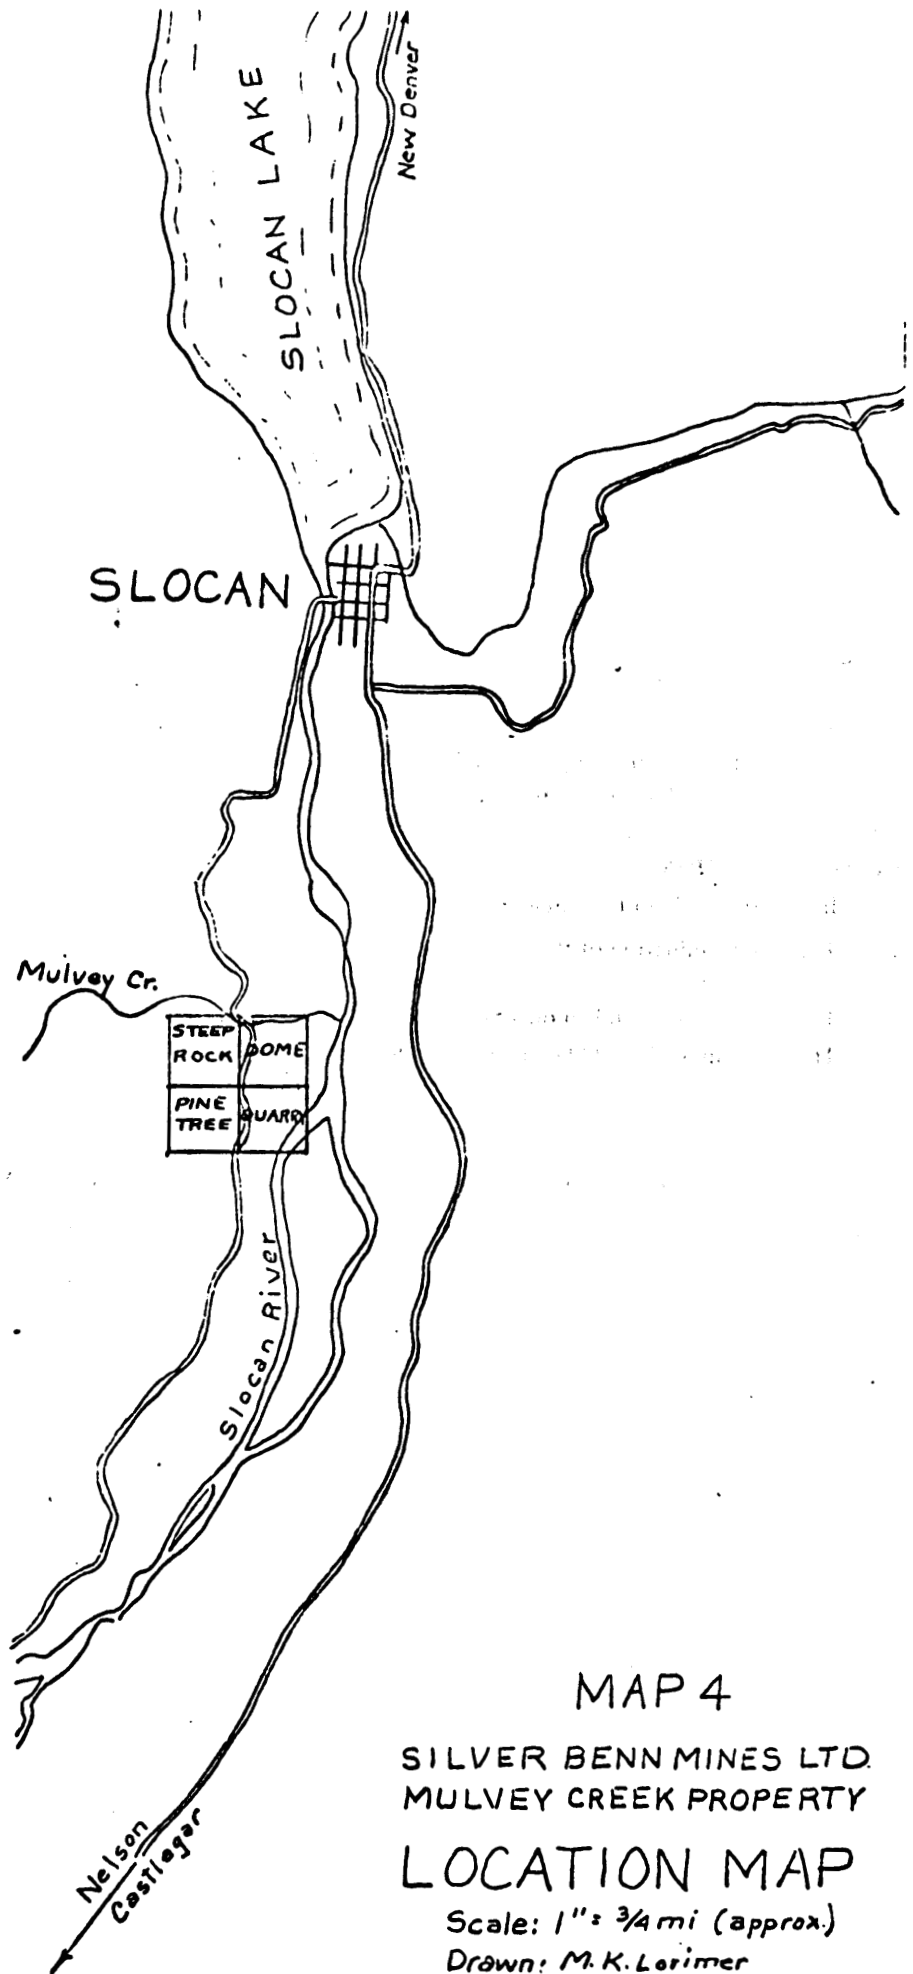 New Denver
SLOCAN LAKE
SLOCAN
Mulvey Cr.
STEEP
ROCK
DOME
PINE
TREE
QUARRY
Slocan River
MAP 4
SILVER BENN MINES LTD.
MULVEY CREEK PROPERTY
LOCATION MAP
Scale: 1" = 3/4 mi (approx.)
Drawn: M. K. Lorimer
Nelson
Castlegar